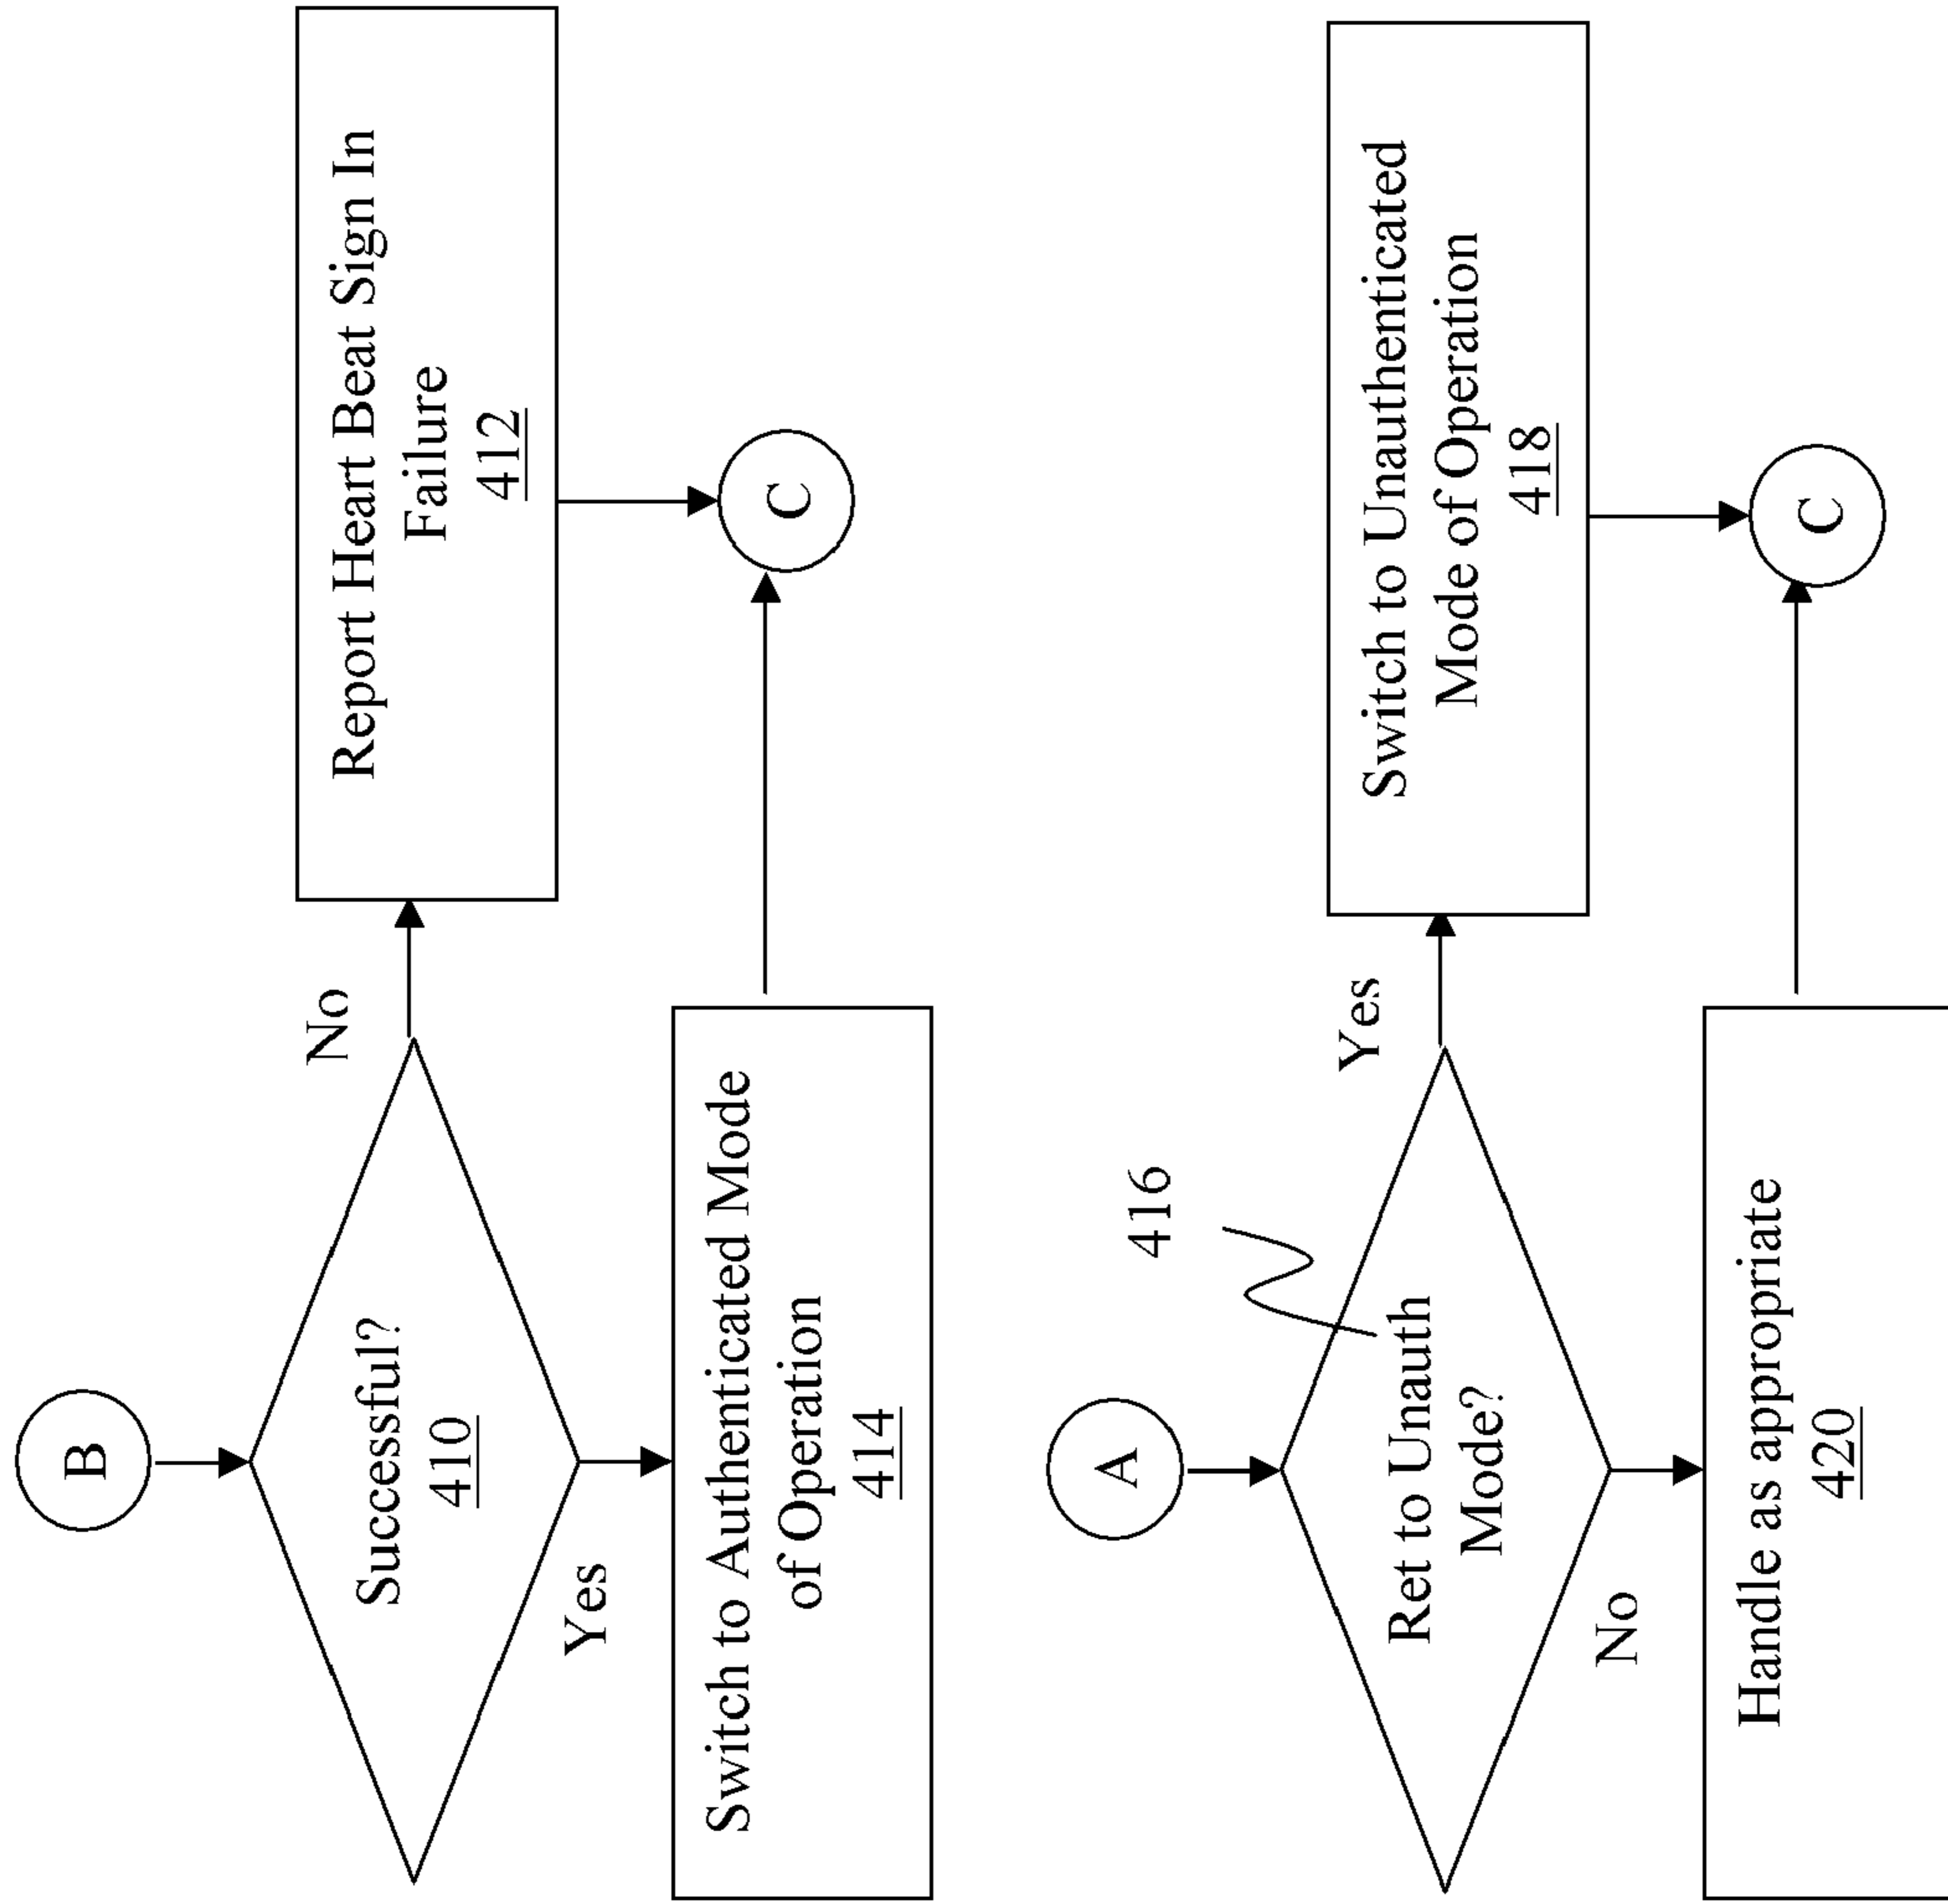 B
Successful?
410
No
Report Heart Beat Sign In
Failure
412
Yes
Switch to Authenticated Mode
of Operation
414
C
A
416
Ret to Unauth
Mode?
Yes
Switch to Unauthenticated
Mode of Operation
418
No
Handle as appropriate
420
C